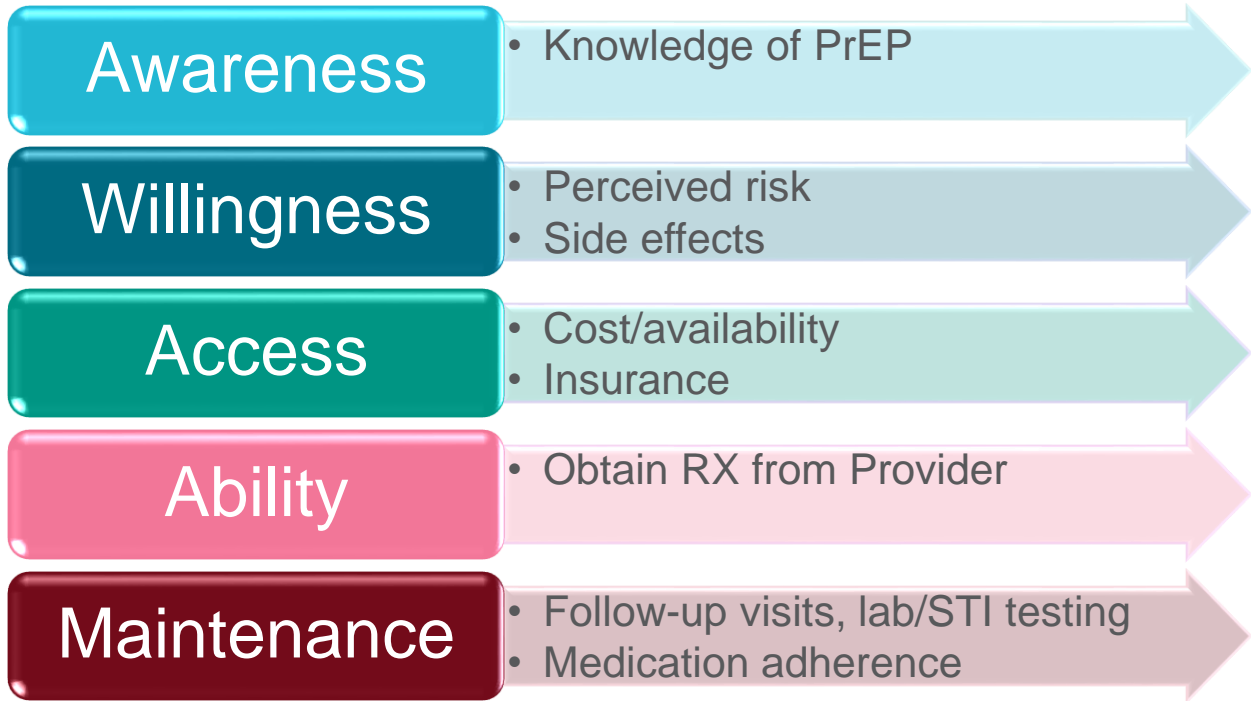 Awareness
• Knowledge of PrEP
Willingness
• Perceived risk
• Side effects
Access
• Cost/availability
• Insurance
Ability
• Obtain RX from Provider
Maintenance
• Follow-up visits, lab/STI testing
• Medication adherence